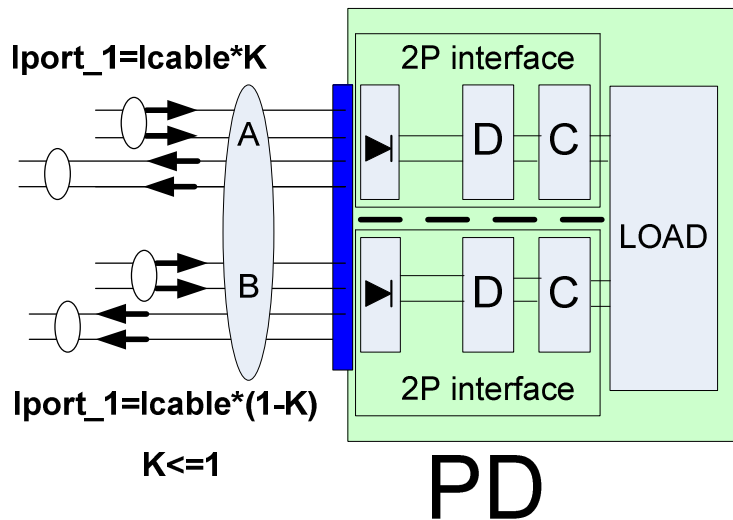 Iport_1=Icable*K
2P interface
A
D
C
LOAD
B
D
C
2P interface
Iport_1=Icable*(1-K)
K<=1
PD